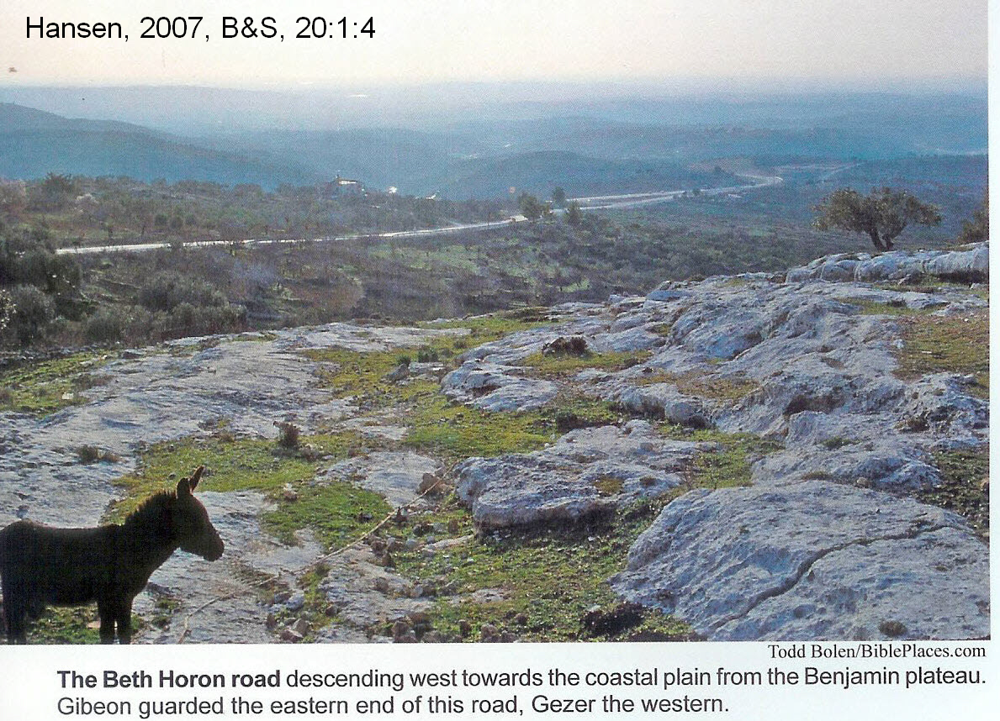 Hansen, 2007, B&S, 20:1:4
Todd Bolen/BiblePlaces.com
The Beth Horon road descending west towards the coastal plain from the Benjamin plateau.
Gibeon guarded the eastern end of this road, Gezer the western.